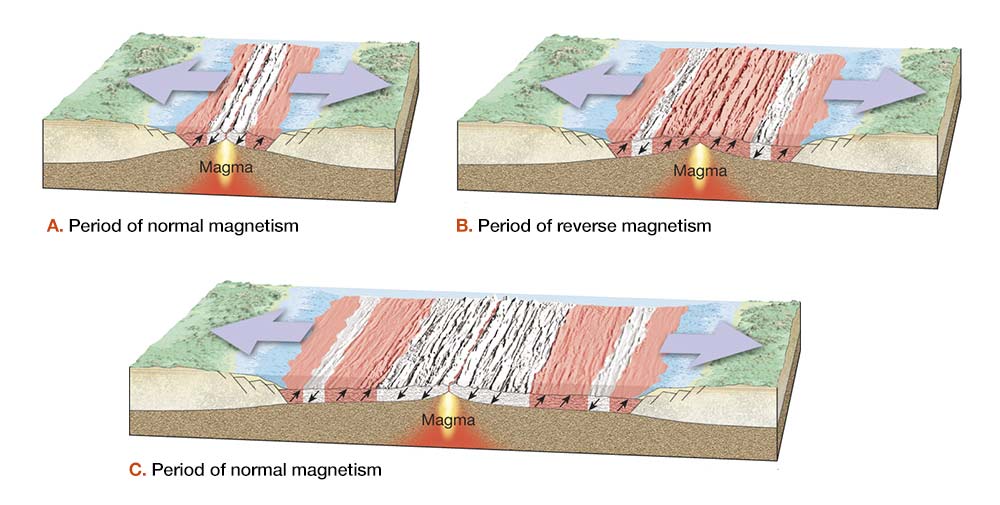 Magma
A. Period of normal magnetism
Magma
B. Period of reverse magnetism
Magma
C. Period of normal magnetism